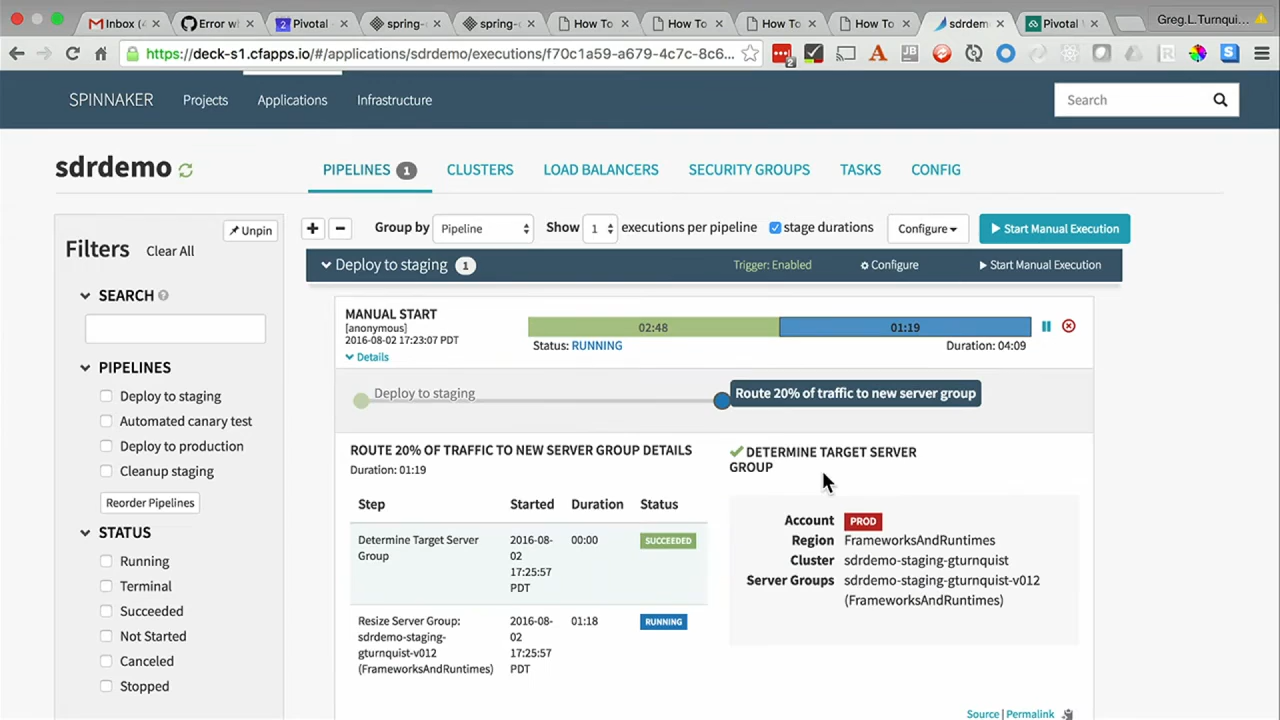 Inbox (4
Error w
Pivotal
spring-
spring-
How To
How To
How To
How To
sdrdem
Pivotal
Greg.L.Turnqui...
https://deck-s1.cfapps.io/#/applications/sdrdemo/executions/f70c1a59-a679-4c7c-8c6...
SPINNAKER
Projects
Applications
Infrastructure
Search
sdrdemo
PIPELINES 1
CLUSTERS
LOAD BALANCERS
SECURITY GROUPS
TASKS
CONFIG
Unpin
Filters
Clear All
SEARCH
PIPELINES
Deploy to staging
Automated canary test
Deploy to production
Cleanup staging
Reorder Pipelines
STATUS
Running
Terminal
Succeeded
Not Started
Canceled
Stopped
Group by Pipeline Show 1 executions per pipeline stage durations Configure Start Manual Execution
Deploy to staging 1
Trigger: Enabled
Configure
Start Manual Execution
MANUAL START
[anonymous]
2016-08-02 17:23:07 PDT
Details
02:48
01:19
Status: RUNNING
Duration: 04:09
Deploy to staging
Route 20% of traffic to new server group
ROUTE 20% OF TRAFFIC TO NEW SERVER GROUP DETAILS
Duration: 01:19
Step Started Duration Status
Determine Target Server
Group
2016-08-
02
17:25:57
PDT
00:00
SUCCEEDED
Resize Server Group:
sdrdemo-staging-
gturnquist-v012
(FrameworksAndRuntimes)
2016-08-
02
17:25:57
PDT
01:18
RUNNING
DETERMINE TARGET SERVER
GROUP
Account PROD
Region FrameworksAndRuntimes
Cluster sdrdemo-staging-gturnquist
Server Groups sdrdemo-staging-gturnquist-v012
(FrameworksAndRuntimes)
Source | Permalink